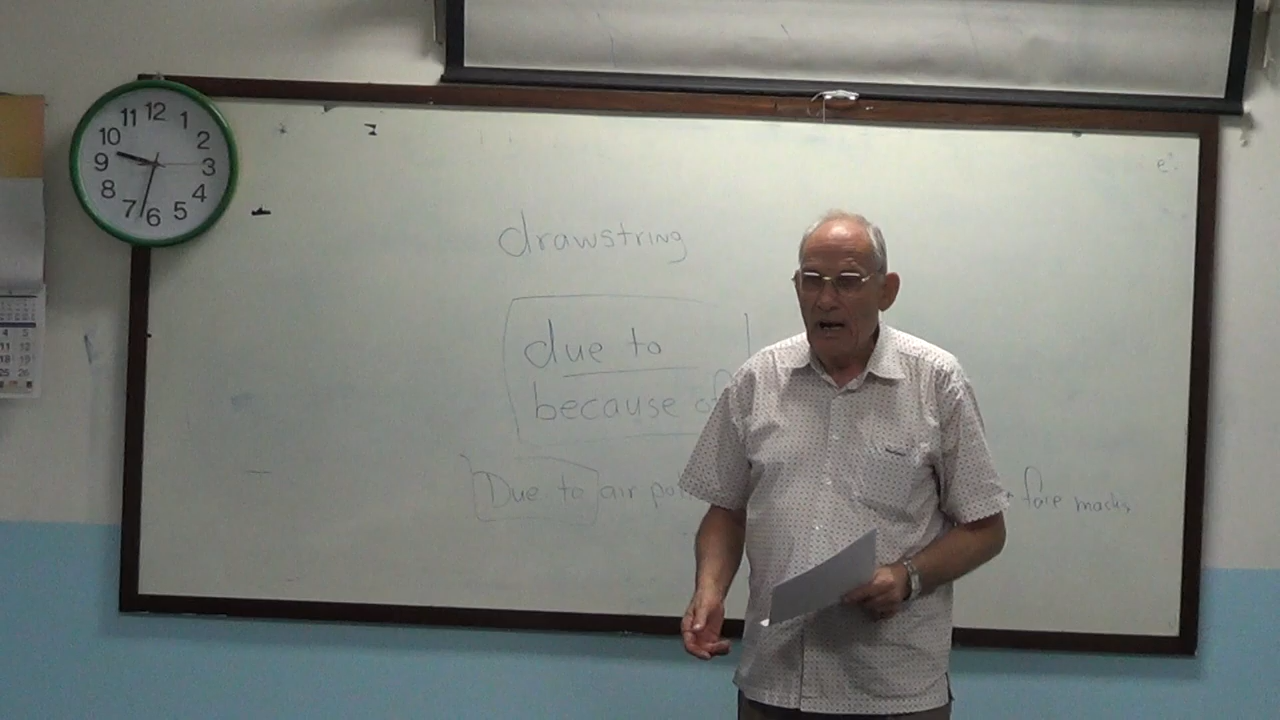 12
11 1
10 2
9 3
8 4
7 5
6
drawstring
due to
because of
Due to air pol
face masks